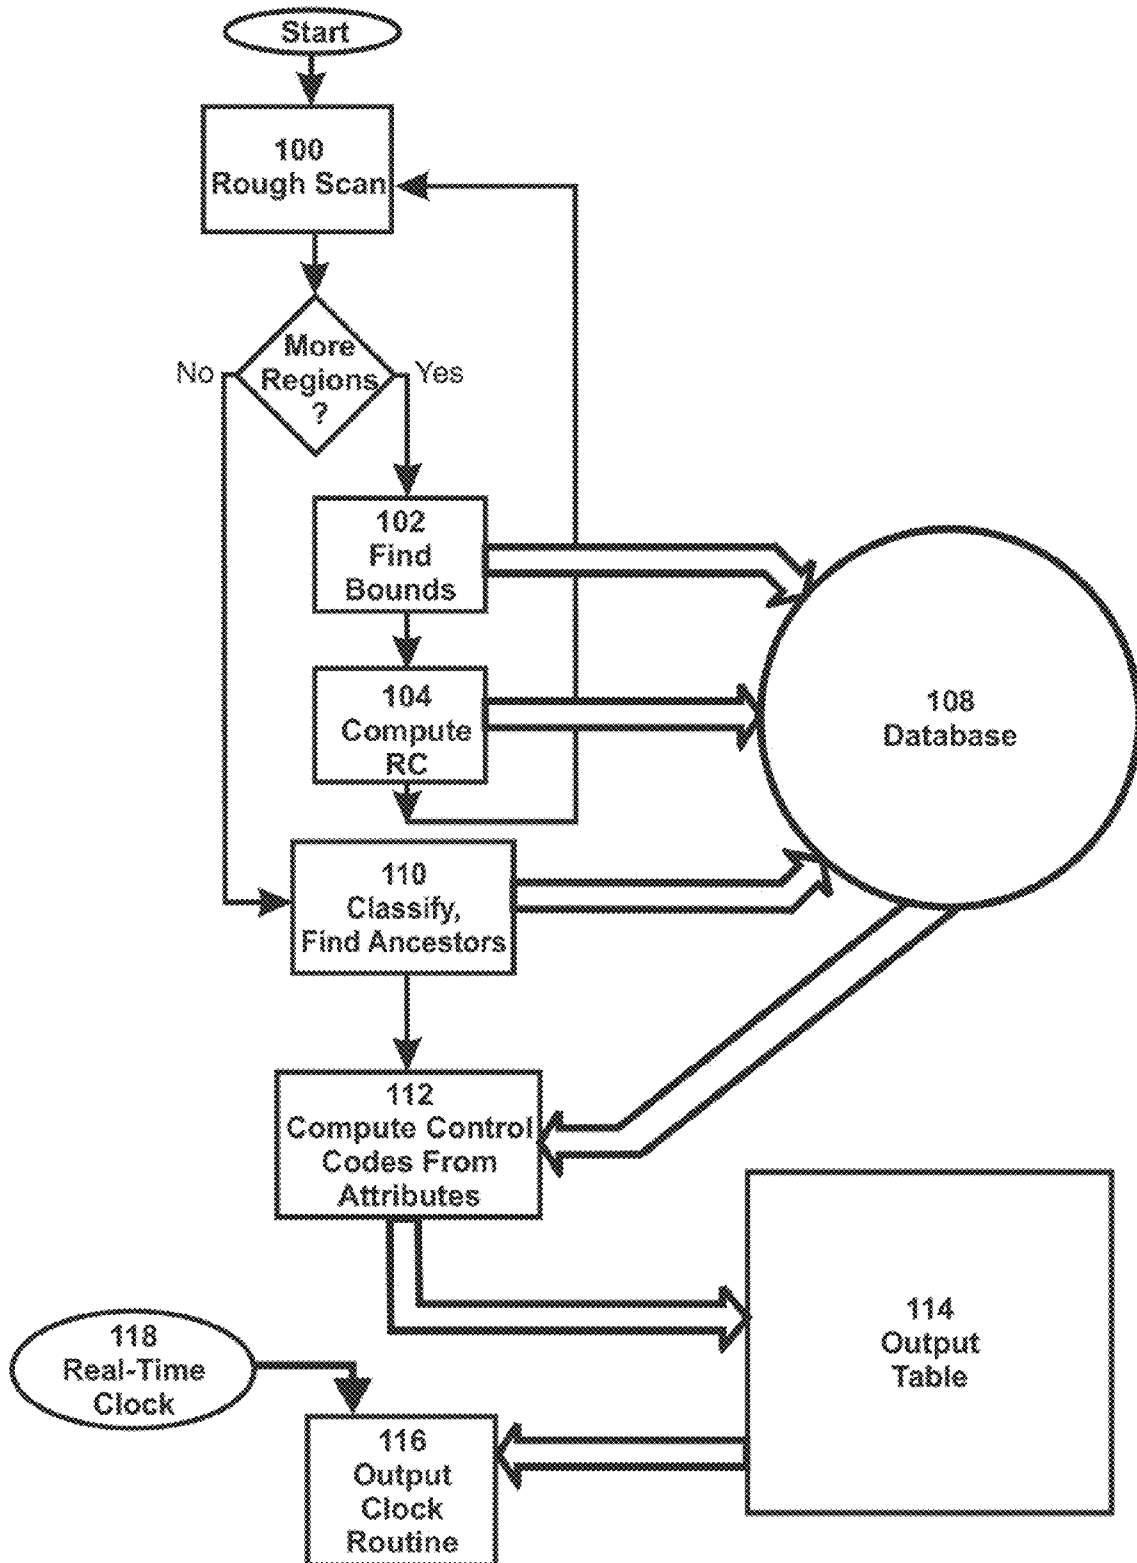 Start
100
Rough Scan
More
Regions
?
No
Yes
102
Find
Bounds
104
Compute
RC
108
Database
110
Classify,
Find Ancestors
112
Compute Control
Codes From
Attributes
114
Output
Table
118
Real-Time
Clock
116
Output
Clock
Routine